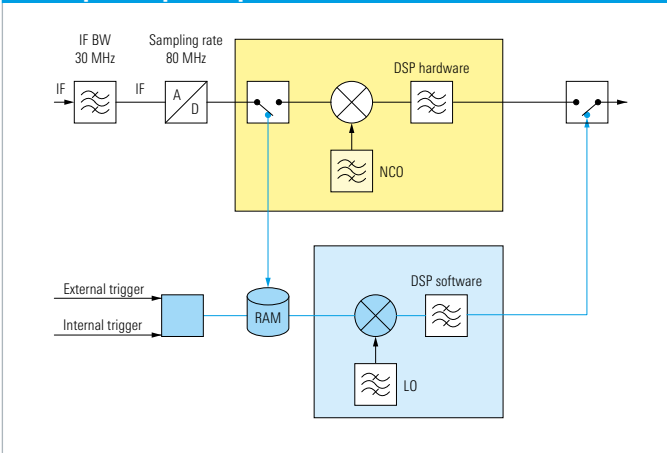 IF BW
30 MHz
Sampling rate
80 MHz
DSP hardware
IF
IF
A
D
NCO
External trigger
Internal trigger
RAM
DSP software
LO